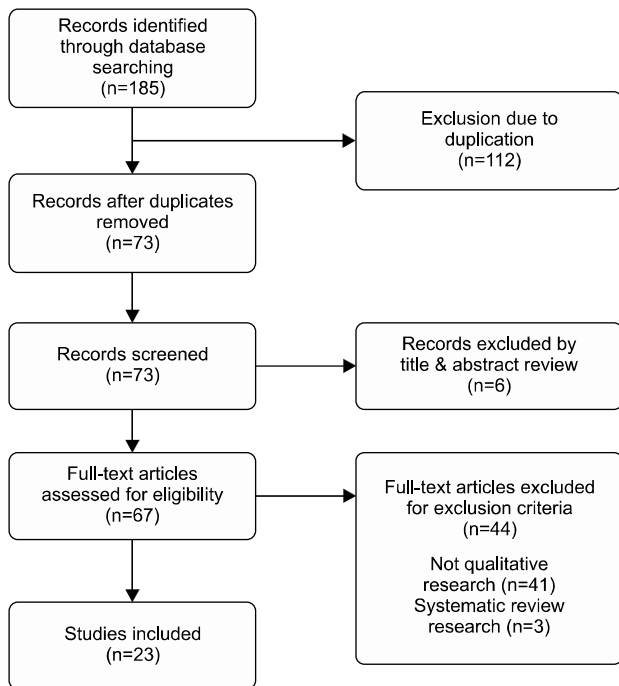 Records identified
through database
searching
(n=185)
Exclusion due to
duplication
(n=112)
Records after duplicates
removed
(n=73)
Records screened
(n=73)
Records excluded by
title & abstract review
(n=6)
Full-text articles
assessed for eligibility
(n=67)
Full-text articles excluded
for exclusion criteria
(n=44)
Not qualitative
research (n=41)
Systematic review
research (n=3)
Studies included
(n=23)